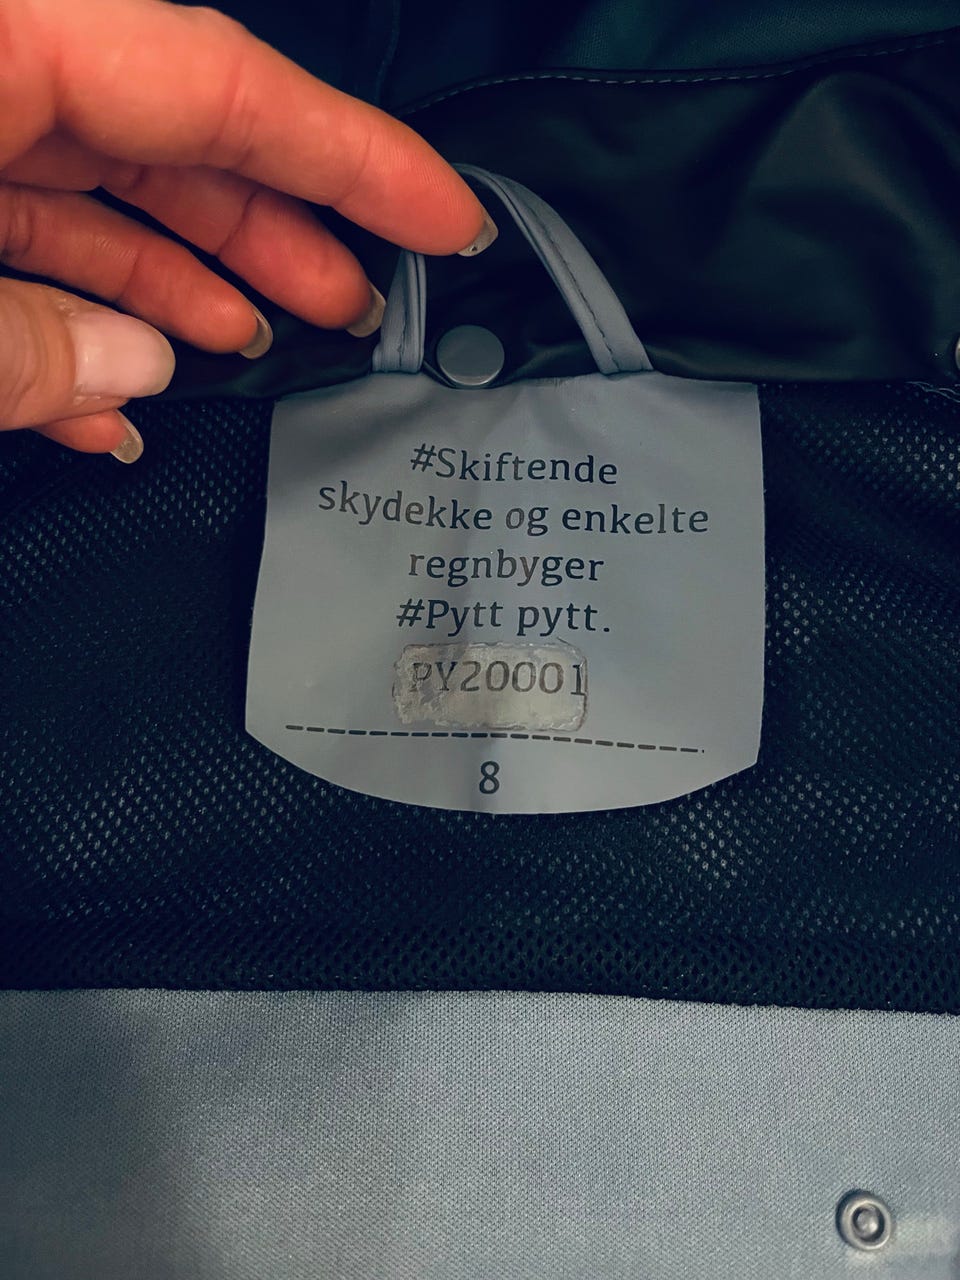 #Skiftende
skydekke og enkelte
regnbyger
#Pytt pytt.
PY20001
8